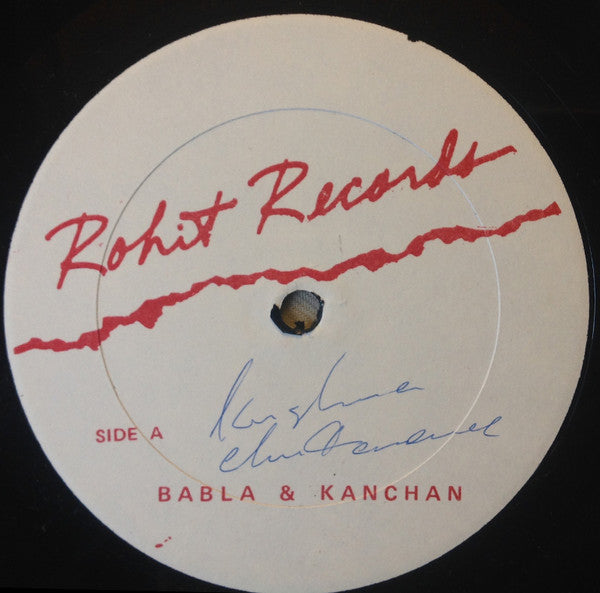 Rohit Records
SIDE A
BABLA & KANCHAN